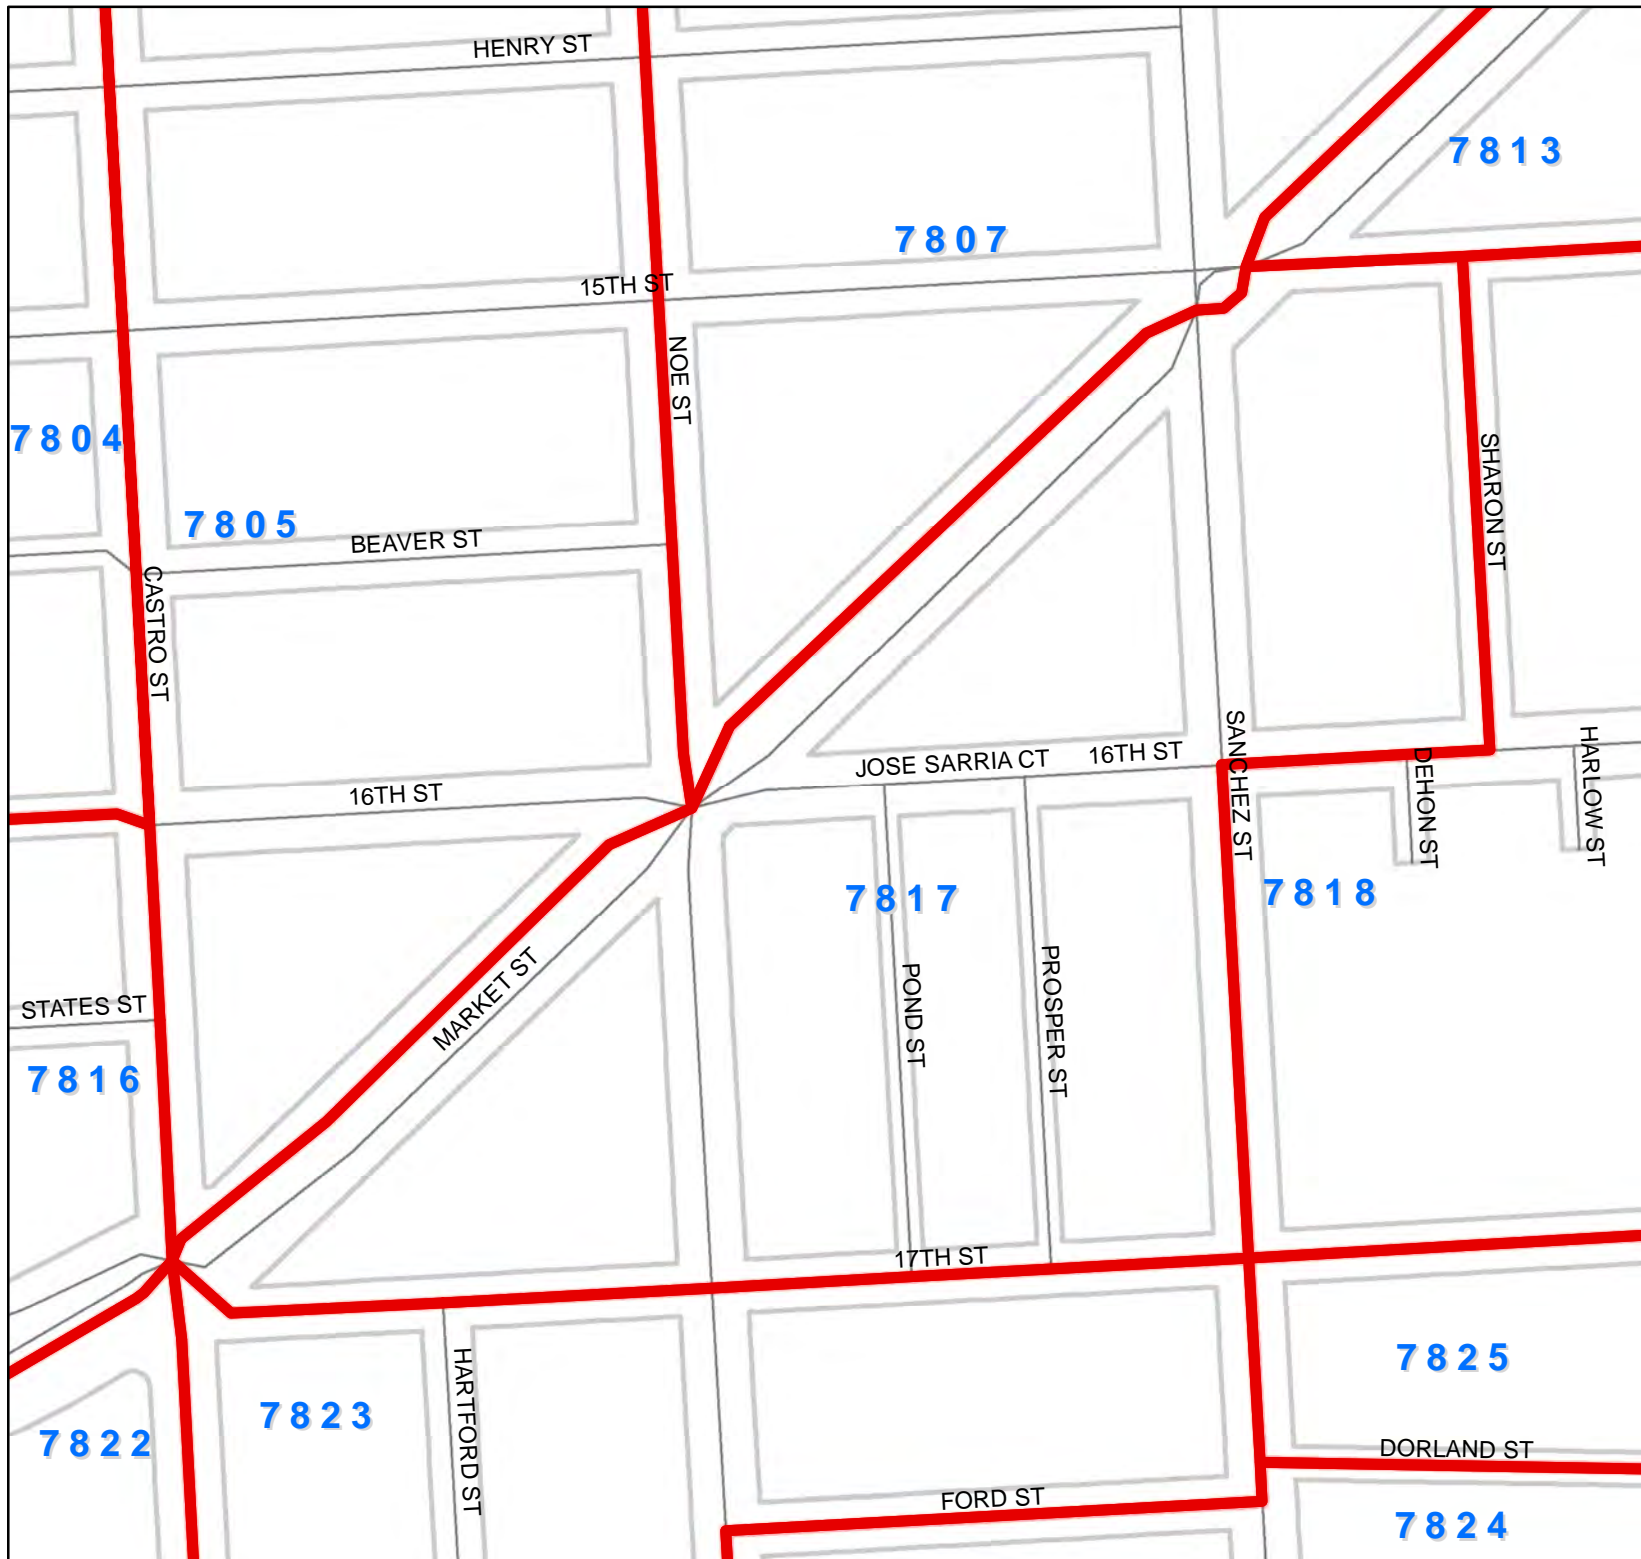 HENRY ST
7813
7807
15TH ST
NOE ST
7804
SHARON ST
7805
BEAVER ST
CASTRO ST
SANCHEZ ST
HARLOW ST
DEHON ST
JOSE SARRIA CT
16TH ST
16TH ST
7817
7818
MARKET ST
POND ST
PROSPER ST
STATES ST
7816
17TH ST
7825
HARTFORD ST
7823
7822
DORLAND ST
FORD ST
7824